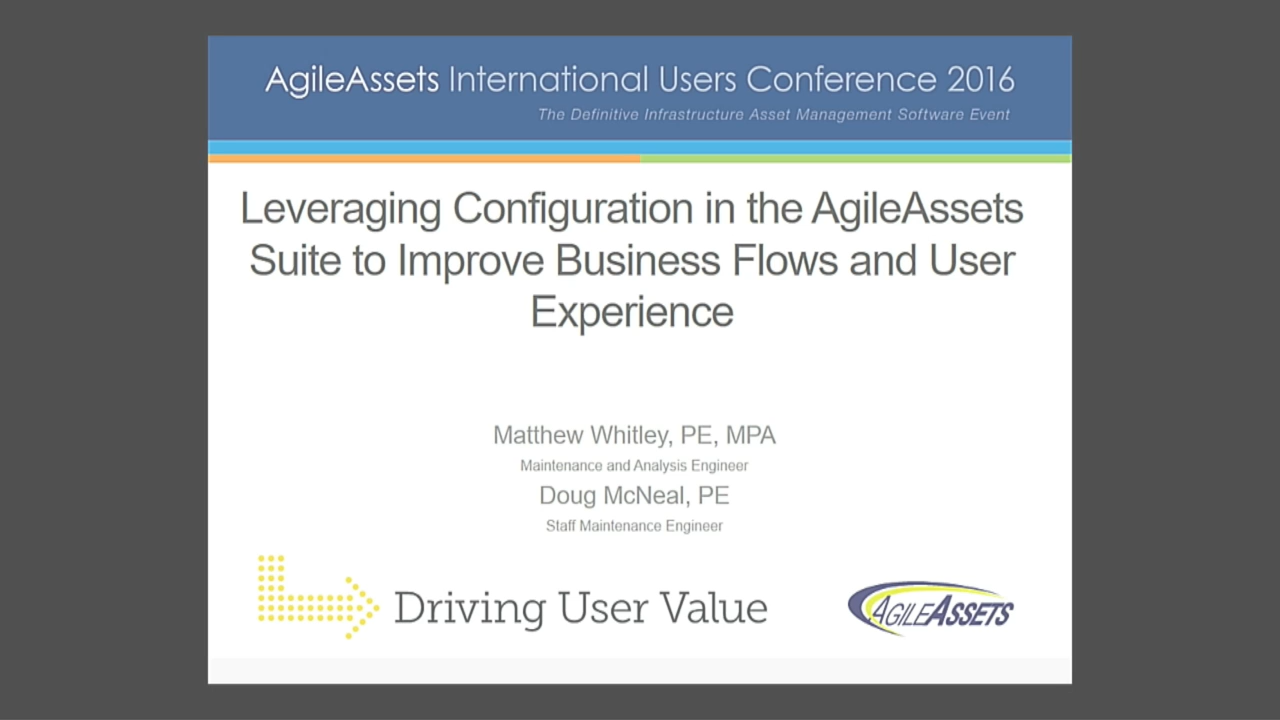 AgileAssets International Users Conference 2016
The Definitive Infrastructure Asset Management Software Event
Leveraging Configuration in the AgileAssets
Suite to Improve Business Flows and User
Experience
Matthew Whitley, PE, MPA
Maintenance and Analysis Engineer
Doug McNeal, PE
Staff Maintenance Engineer
Driving User Value
AGILEASSETS